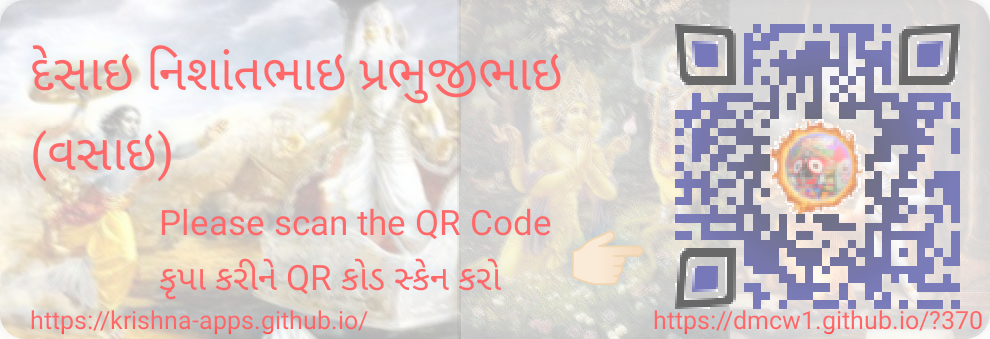 દેસાઇ નિશાંતભાઇ પ્રભુજીભાઇ
(વસાઇ)
Please scan the QR Code
કૃપા કરીને QR કોડ સ્કેન કરો
https://krishna-apps.github.io/
https://dmcw1.github.io/?370